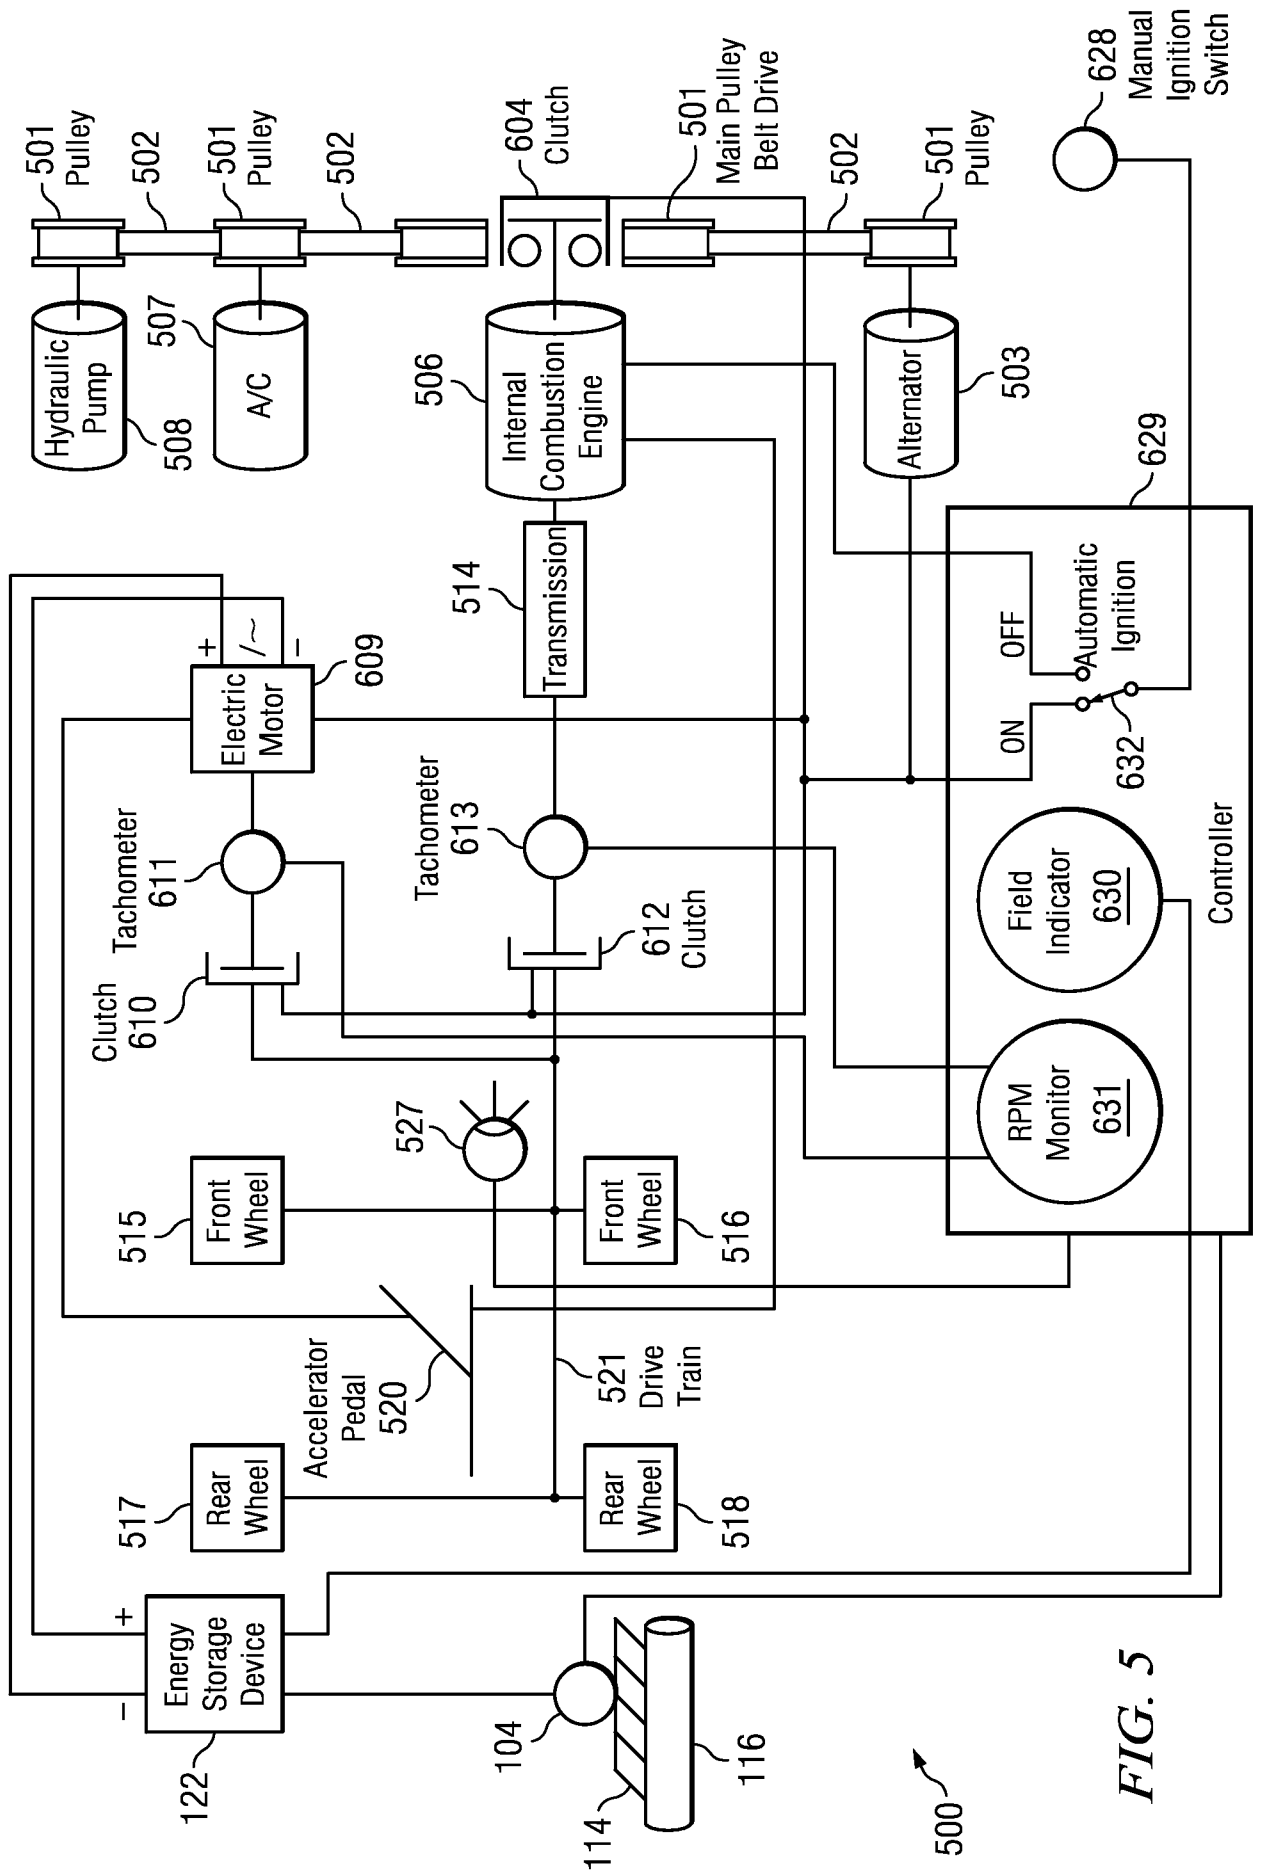 501
Pulley
502
501
Pulley
502
604
Clutch
501
Main Pulley
Belt Drive
502
501
Pulley
628
Manual
Ignition
Switch
Hydraulic
Pump
508
507
A/C
506
Internal
Combustion
Engine
Alternator
503
629
+
/~
−
Electric
Motor
609
514
Transmission
OFF
Automatic
Ignition
ON
632
Tachometer
611
Tachometer
613
Clutch
610
612
Clutch
Field
Indicator
630
Controller
RPM
Monitor
631
527
515
Front
Wheel
Front
Wheel
516
Accelerator
Pedal
520
521
Drive
Train
517
Rear
Wheel
Rear
Wheel
518
+
−
Energy
Storage
Device
122
104
114
116
500
FIG. 5